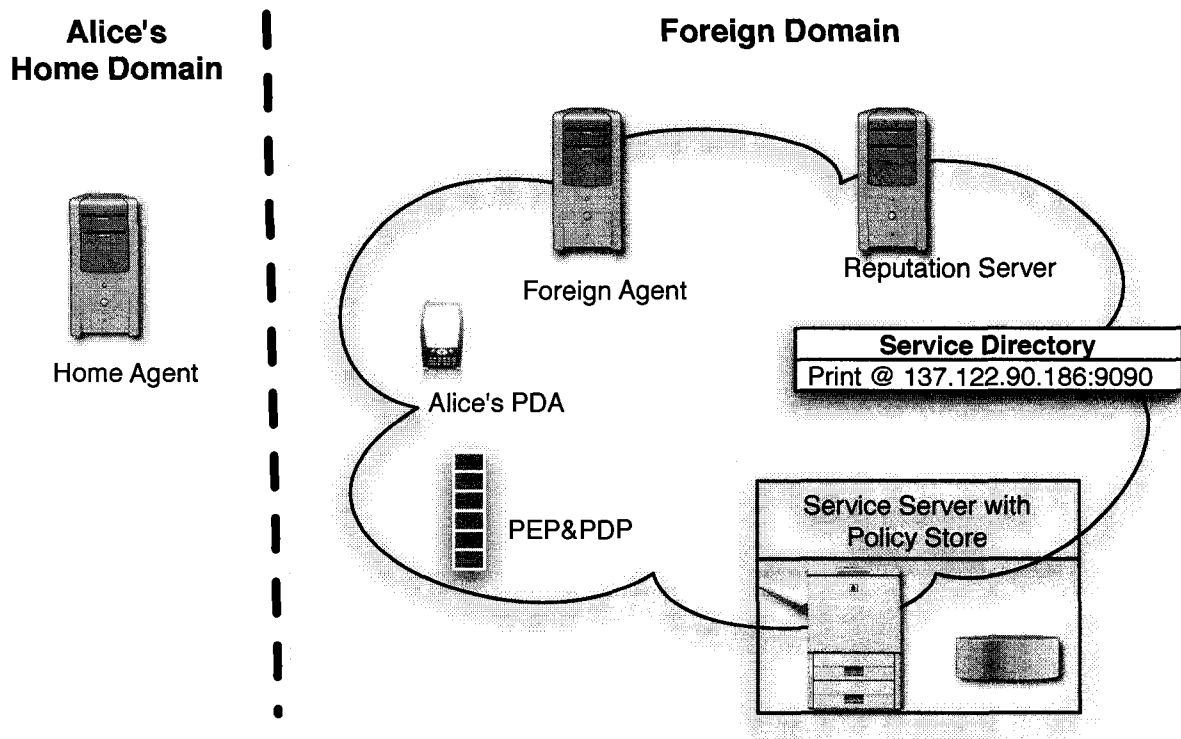 Alice's
Home Domain
Foreign Domain
Home Agent
Foreign Agent
Reputation Server
Alice's PDA
Service Directory
Print @ 137.122.90.186:9090
PEP&PDP
Service Server with
Policy Store